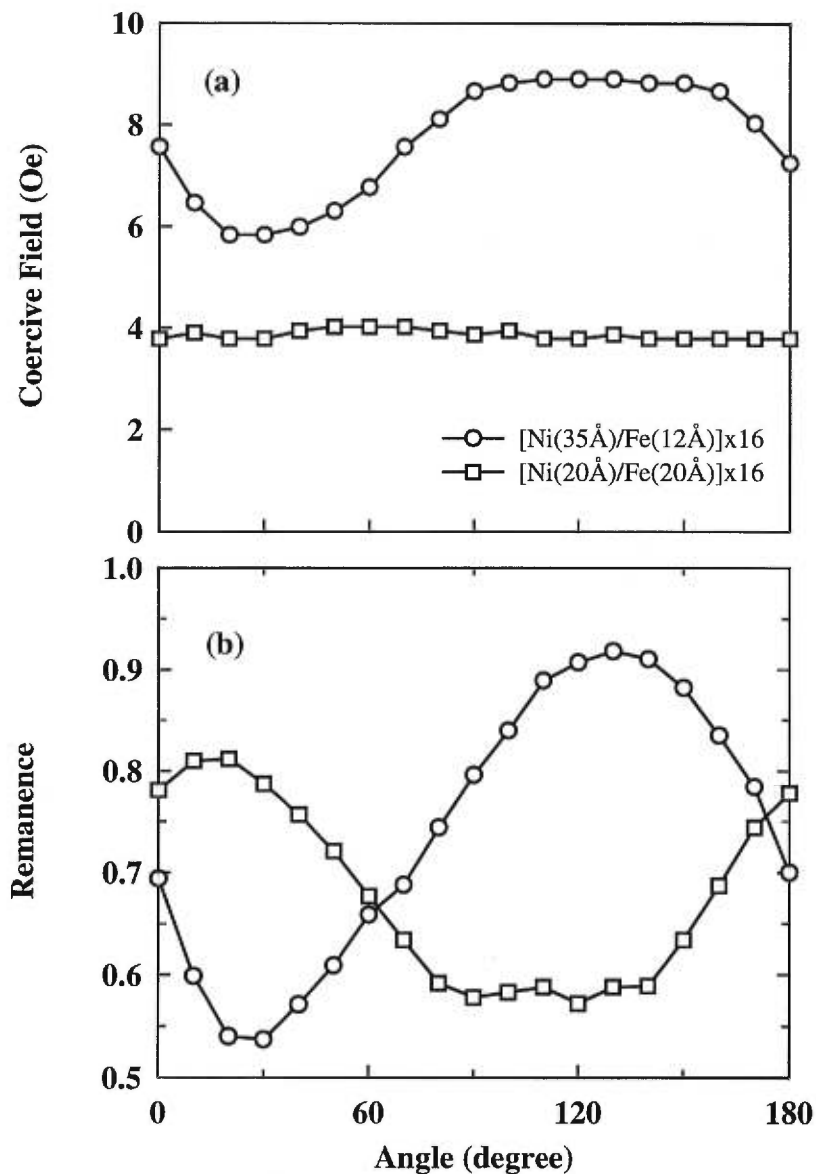 10
(a)
8
6
4
2
0
Coercive Field (Oe)
[Ni(35Å)/Fe(12Å)]x16
[Ni(20Å)/Fe(20Å)]x16
1.0
(b)
0.9
0.8
0.7
0.6
0.5
Remanence
0 60 120 180
Angle (degree)